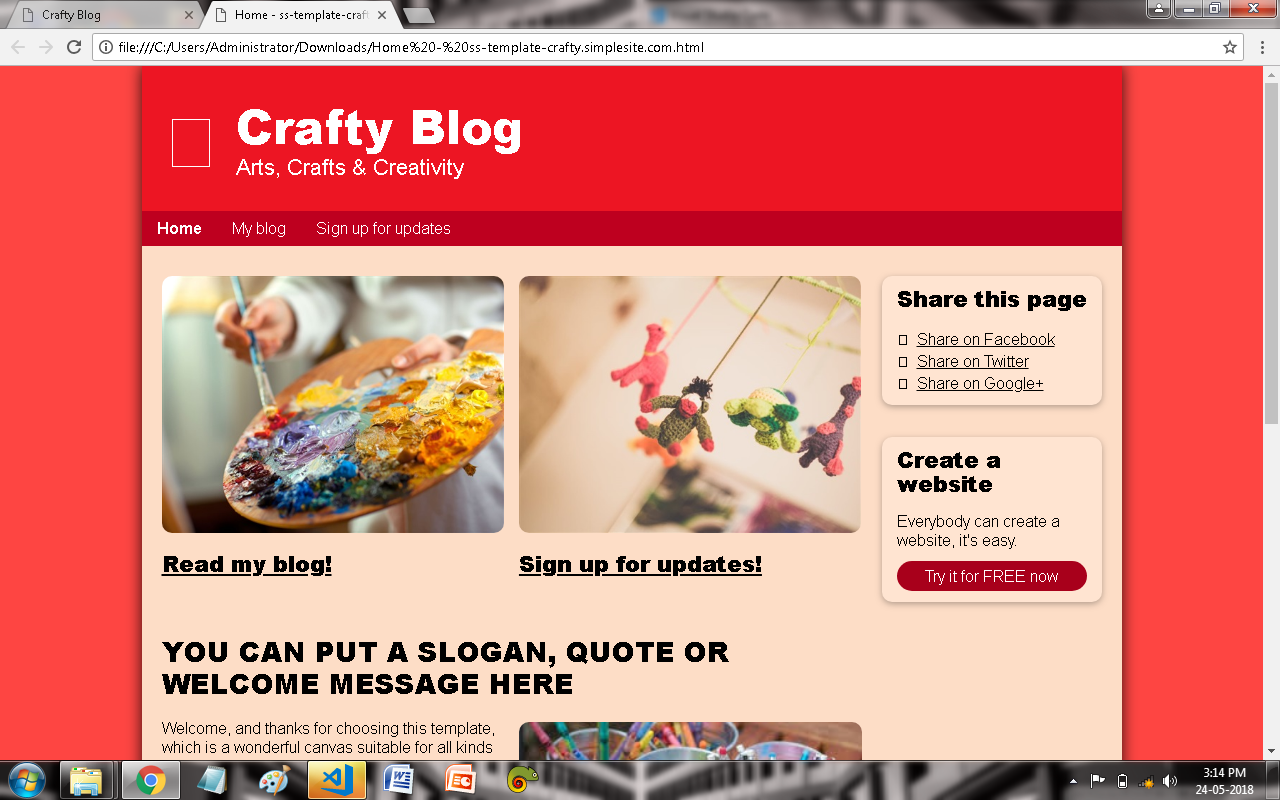 Crafty Blog
Home - ss-template-craft
file:///C:/Users/Administrator/Downloads/Home%20-%20ss-template-crafty.simplesite.com.html
Crafty Blog
Arts, Crafts & Creativity
Home
My blog
Sign up for updates
Share this page
Share on Facebook
Share on Twitter
Share on Google+
Create a
website
Everybody can create a
website, it's easy.
Try it for FREE now
Read my blog!
Sign up for updates!
YOU CAN PUT A SLOGAN, QUOTE OR
WELCOME MESSAGE HERE
Welcome, and thanks for choosing this template,
which is a wonderful canvas suitable for all kinds
3:14 PM
24-05-2018